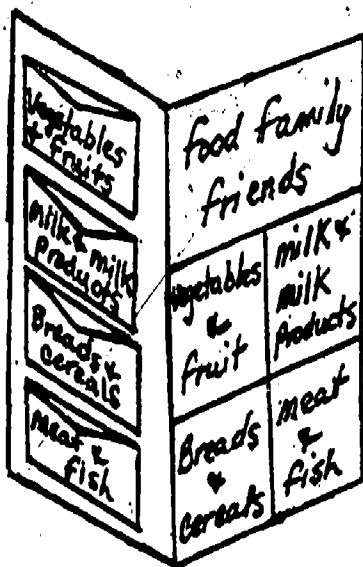 Vegetables
+ Fruits
milk & milk
Products
Breads &
Cereals
meat &
fish
food family
friends
Vegetables
&
fruit
milk &
milk
Products
Breads
&
Cereals
meat
&
fish